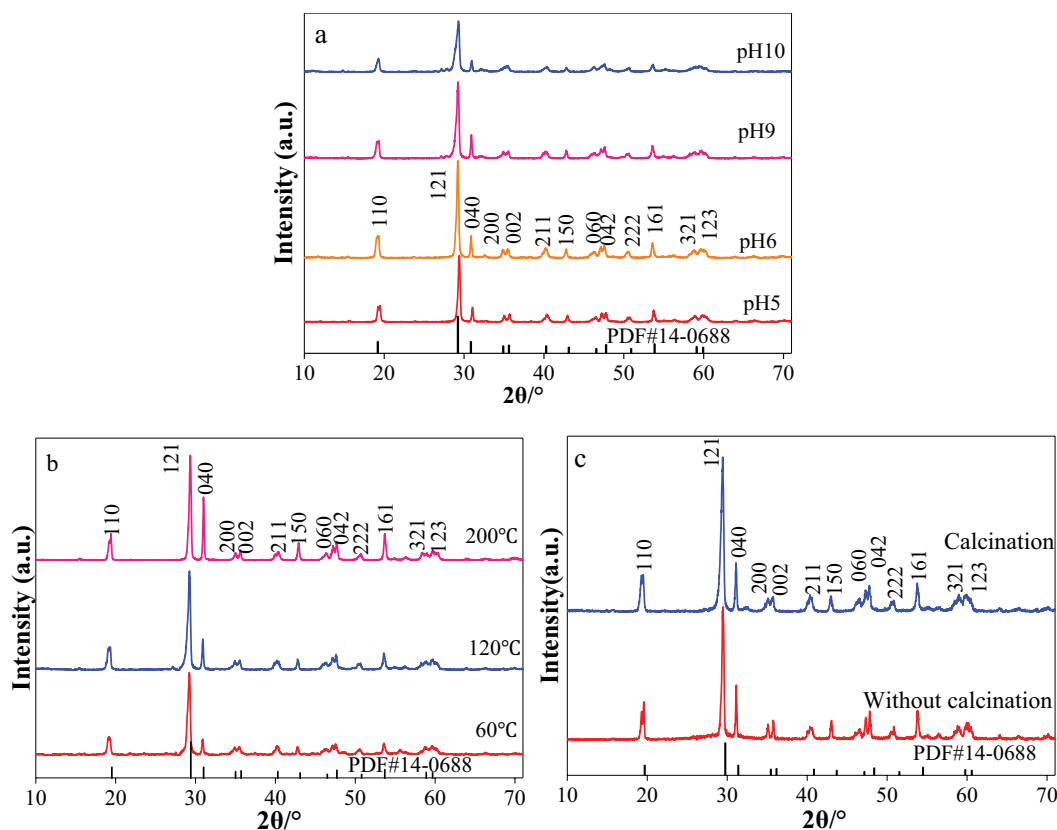 a
Intensity (a.u.)
pH10
pH9
110
121
040
200
002
211
150
060
042
222
161
321
123
pH6
pH5
PDF#14-0688
10 20 30 40 50 60 70
2θ/°
b
Intensity (a.u.)
110
121
040
200
002
211
150
060
042
222
161
321
123
200°C
120°C
60°C
PDF#14-0688
10 20 30 40 50 60 70
2θ/°
c
Intensity(a.u.)
110
121
040
200
002
211
150
060
042
222
161
321
123
Calcination
Without calcination
PDF#14-0688
10 20 30 40 50 60 70
2θ/°